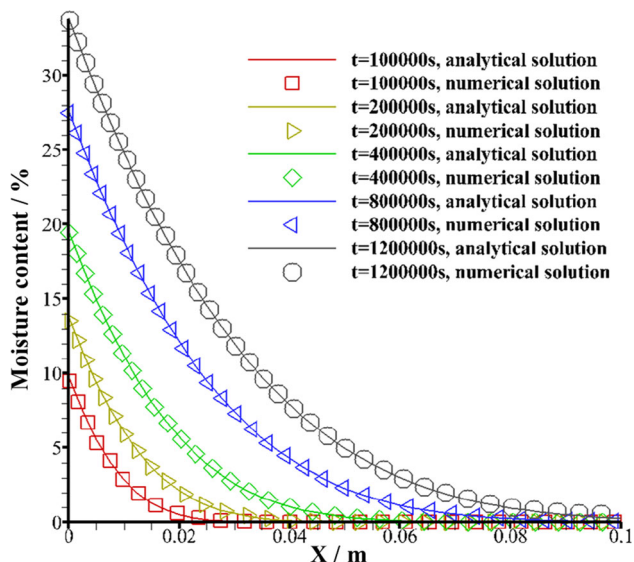 t=100000s, analytical solution
t=100000s, numerical solution
t=200000s, analytical solution
t=200000s, numerical solution
t=400000s, analytical solution
t=400000s, numerical solution
t=800000s, analytical solution
t=800000s, numerical solution
t=1200000s, analytical solution
t=1200000s, numerical solution
Moisture content / %
30
25
20
15
10
5
0
0 0.02 0.04 0.06 0.08 0.1
X / m